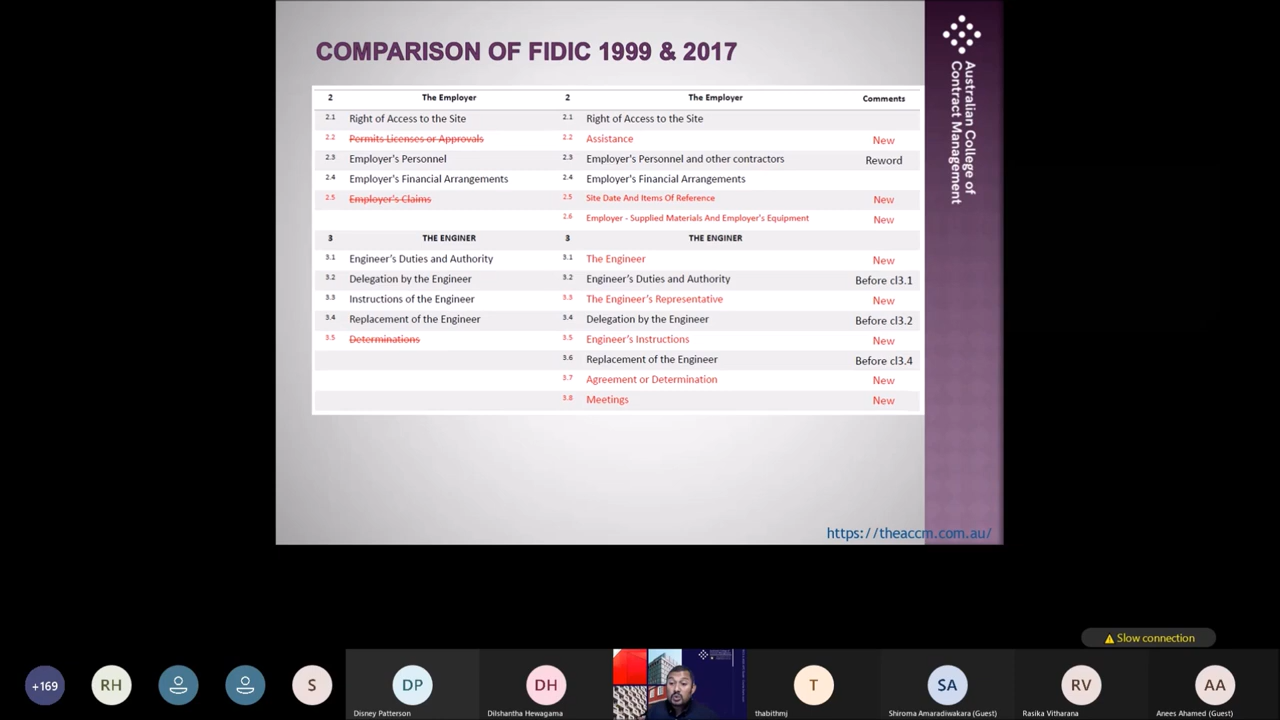 COMPARISON OF FIDIC 1999 & 2017
Australian College of
Contract Management
2 The Employer 2 The Employer Comments
2.1 Right of Access to the Site 2.1 Right of Access to the Site
2.2 Permits Licenses or Approvals 2.2 Assistance New
2.3 Employer's Personnel 2.3 Employer's Personnel and other contractors Reword
2.4 Employer's Financial Arrangements 2.4 Employer's Financial Arrangements
2.5 Employer's Claims 2.5 Site Date And Items Of Reference New
2.6 Employer - Supplied Materials And Employer's Equipment New
3 THE ENGINER 3 THE ENGINER
3.1 Engineer's Duties and Authority 3.1 The Engineer New
3.2 Delegation by the Engineer 3.2 Engineer's Duties and Authority Before cl3.1
3.3 Instructions of the Engineer 3.3 The Engineer's Representative New
3.4 Replacement of the Engineer 3.4 Delegation by the Engineer Before cl3.2
3.5 Determinations 3.5 Engineer's Instructions New
3.6 Replacement of the Engineer Before cl3.4
3.7 Agreement or Determination New
3.8 Meetings New
https://theaccm.com.au/
Slow connection
+169 RH S DP DH T SA RV AA
Disney Patterson Dilshantha Hewagama thabithmj Shiroma Amaradiwakara (Guest) Rasika Vitharana Anees Ahamed (Guest)